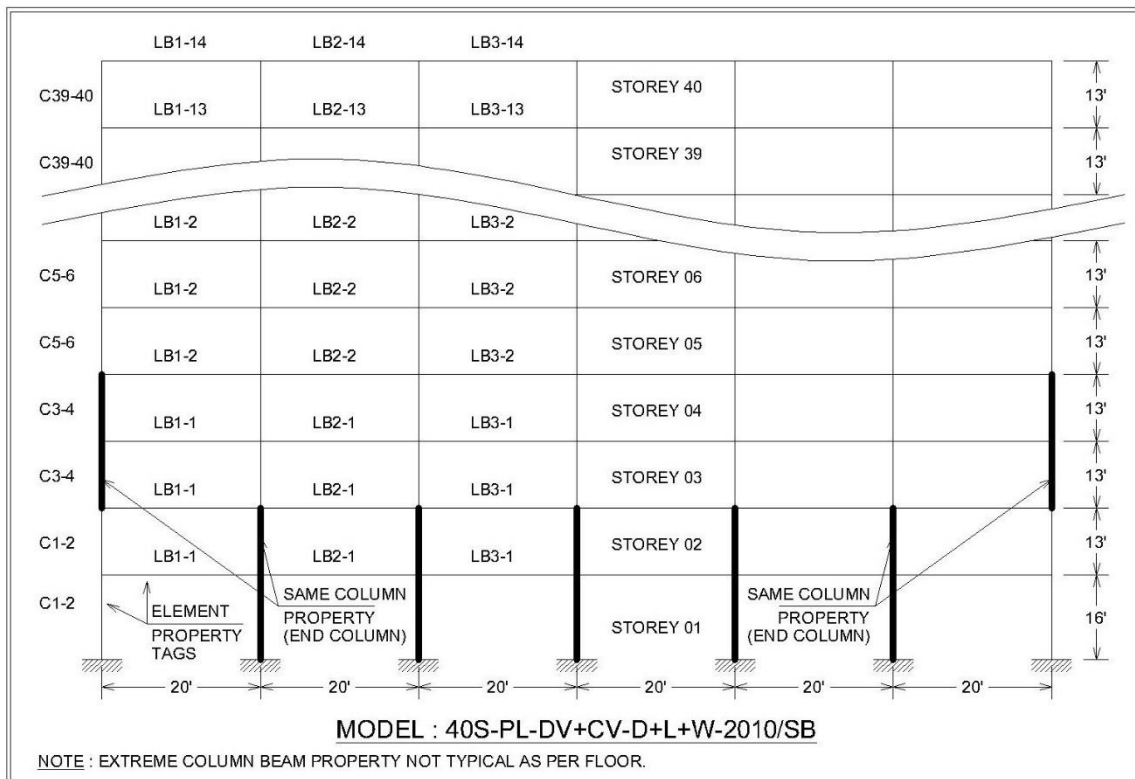 LB1-14 LB2-14 LB3-14
C39-40 STOREY 40 13'
LB1-13 LB2-13 LB3-13
C39-40 STOREY 39 13'
LB1-2 LB2-2 LB3-2
C5-6 STOREY 06 13'
LB1-2 LB2-2 LB3-2
C5-6 STOREY 05 13'
LB1-2 LB2-2 LB3-2
C3-4 STOREY 04 13'
LB1-1 LB2-1 LB3-1
C3-4 STOREY 03 13'
LB1-1 LB2-1 LB3-1
C1-2 STOREY 02 13'
LB1-1 LB2-1 LB3-1
C1-2 STOREY 01 16'
ELEMENT
PROPERTY
TAGS
SAME COLUMN
PROPERTY
(END COLUMN)
SAME COLUMN
PROPERTY
(END COLUMN)
20' 20' 20' 20' 20' 20'
MODEL : 40S-PL-DV+CV-D+L+W-2010/SB
NOTE : EXTREME COLUMN BEAM PROPERTY NOT TYPICAL AS PER FLOOR.